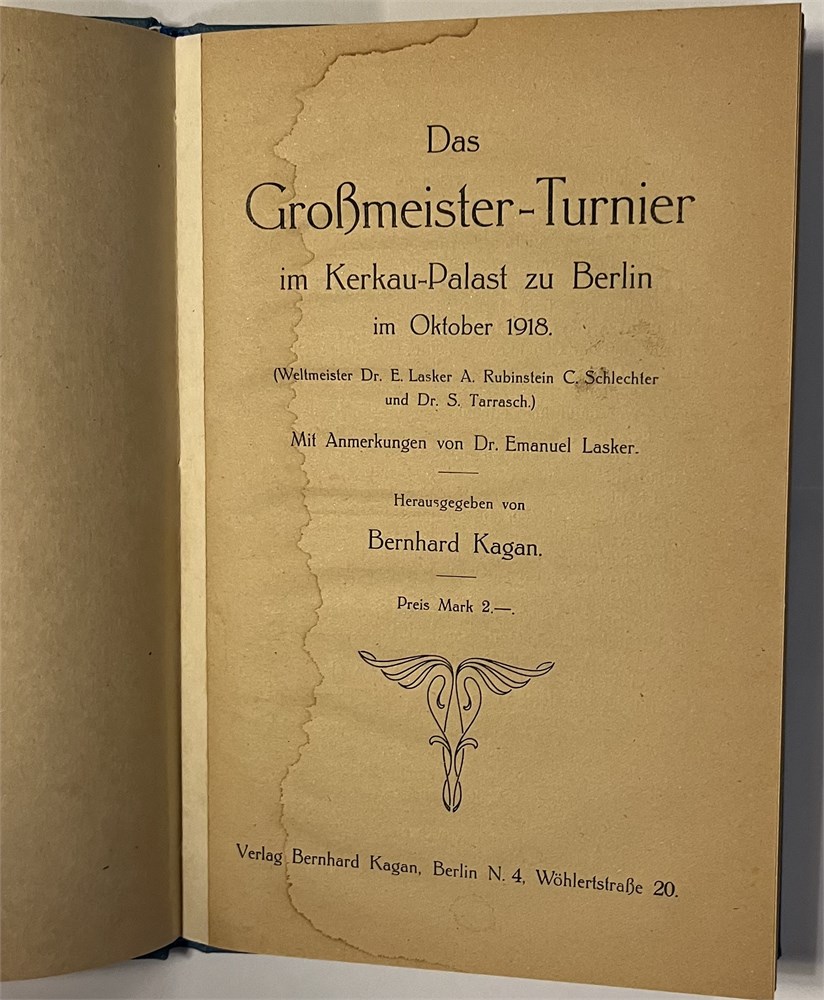 Das
Großmeister-Turnier
im Kerkau-Palast zu Berlin
im Oktober 1918.
(Weltmeister Dr. E. Lasker A. Rubinstein C. Schlechter
und Dr. S. Tarrasch.)
Mit Anmerkungen von Dr. Emanuel Lasker.
Herausgegeben von
Bernhard Kagan.
Preis Mark 2.—.
Verlag Bernhard Kagan, Berlin N. 4, Wöhlertstraße 20.